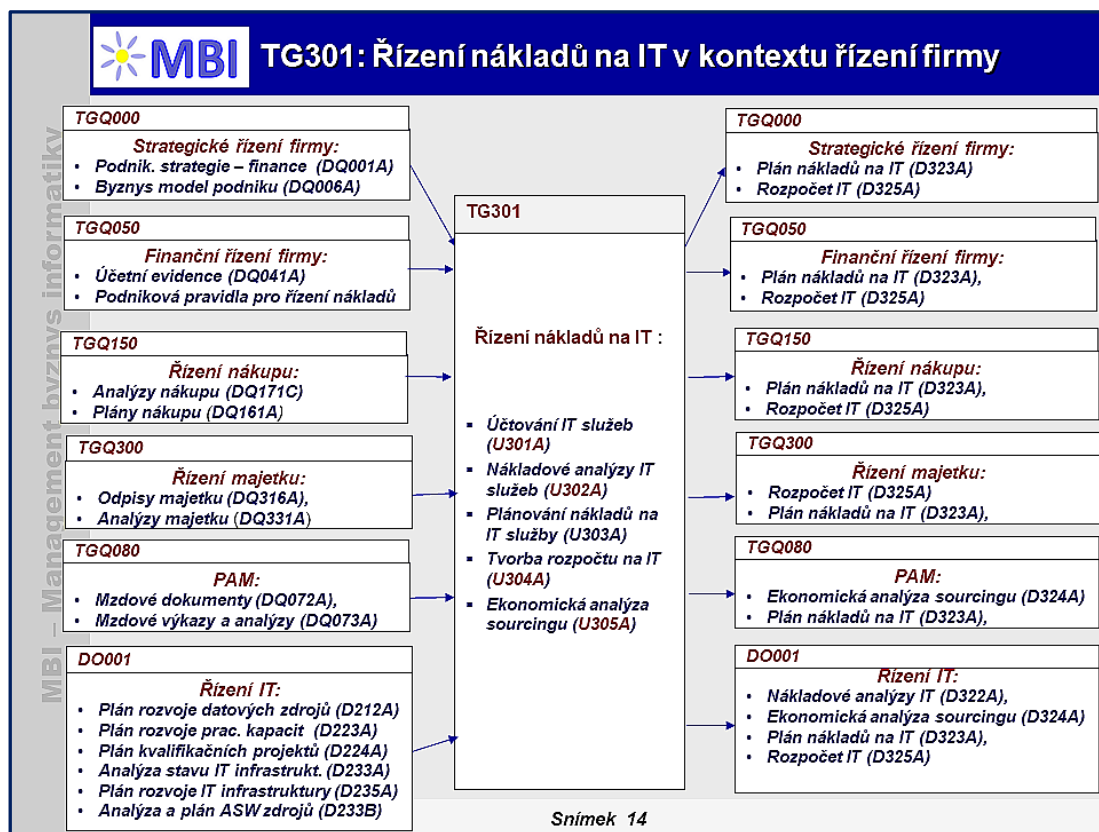 MBI
TG301: Řízení nákladů na IT v kontextu řízení firmy
MBI – Management byznys informatiky
TGQ000
Strategické řízení firmy:
• Podnik. strategie – finance (DQ001A)
• Byznys model podniku (DQ006A)
TGQ050
Finanční řízení firmy:
• Účetní evidence (DQ041A)
• Podniková pravidla pro řízení nákladů
TGQ150
Řízení nákupu:
• Analýzy nákupu (DQ171C)
• Plány nákupu (DQ161A)
TGQ300
Řízení majetku:
• Odpisy majetku (DQ316A),
• Analýzy majetku (DQ331A)
TGQ080
PAM:
• Mzdové dokumenty (DQ072A),
• Mzdové výkazy a analýzy (DQ073A)
DO001
Řízení IT:
• Plán rozvoje datových zdrojů (D212A)
• Plán rozvoje prac. kapacit (D223A)
• Plán kvalifikačních projektů (D224A)
• Analýza stavu IT infrastrukt. (D233A)
• Plán rozvoje IT infrastruktury (D235A)
• Analýza a plán ASW zdrojů (D233B)
TG301
Řízení nákladů na IT :
▪ Účtování IT služeb
(U301A)
▪ Nákladové analýzy IT
služeb (U302A)
▪ Plánování nákladů na
IT služby (U303A)
▪ Tvorba rozpočtu na IT
(U304A)
▪ Ekonomická analýza
sourcingu (U305A)
TGQ000
Strategické řízení firmy:
• Plán nákladů na IT (D323A)
• Rozpočet IT (D325A)
TGQ050
Finanční řízení firmy:
• Plán nákladů na IT (D323A),
• Rozpočet IT (D325A)
TGQ150
Řízení nákupu:
• Plán nákladů na IT (D323A),
• Rozpočet IT (D325A)
TGQ300
Řízení majetku:
• Rozpočet IT (D325A)
• Plán nákladů na IT (D323A),
TGQ080
PAM:
• Ekonomická analýza sourcingu (D324A)
• Plán nákladů na IT (D323A),
DO001
Řízení IT:
• Nákladové analýzy IT (D322A),
• Ekonomická analýza sourcingu (D324A)
• Plán nákladů na IT (D323A),
• Rozpočet IT (D325A)
Snímek 14